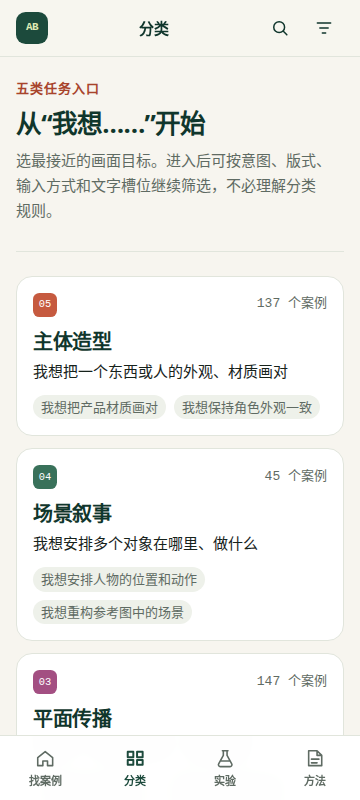 AB
分类
五类任务入口
从“我想……”开始
选最接近的画面目标。进入后可按意图、版式、
输入方式和文字槽位继续筛选，不必理解分类
规则。
05
137 个案例
主体造型
我想把一个东西或人的外观、材质画对
我想把产品材质画对
我想保持角色外观一致
04
45 个案例
场景叙事
我想安排多个对象在哪里、做什么
我想安排人物的位置和动作
我想重构参考图中的场景
03
147 个案例
平面传播
找案例
分类
实验
方法